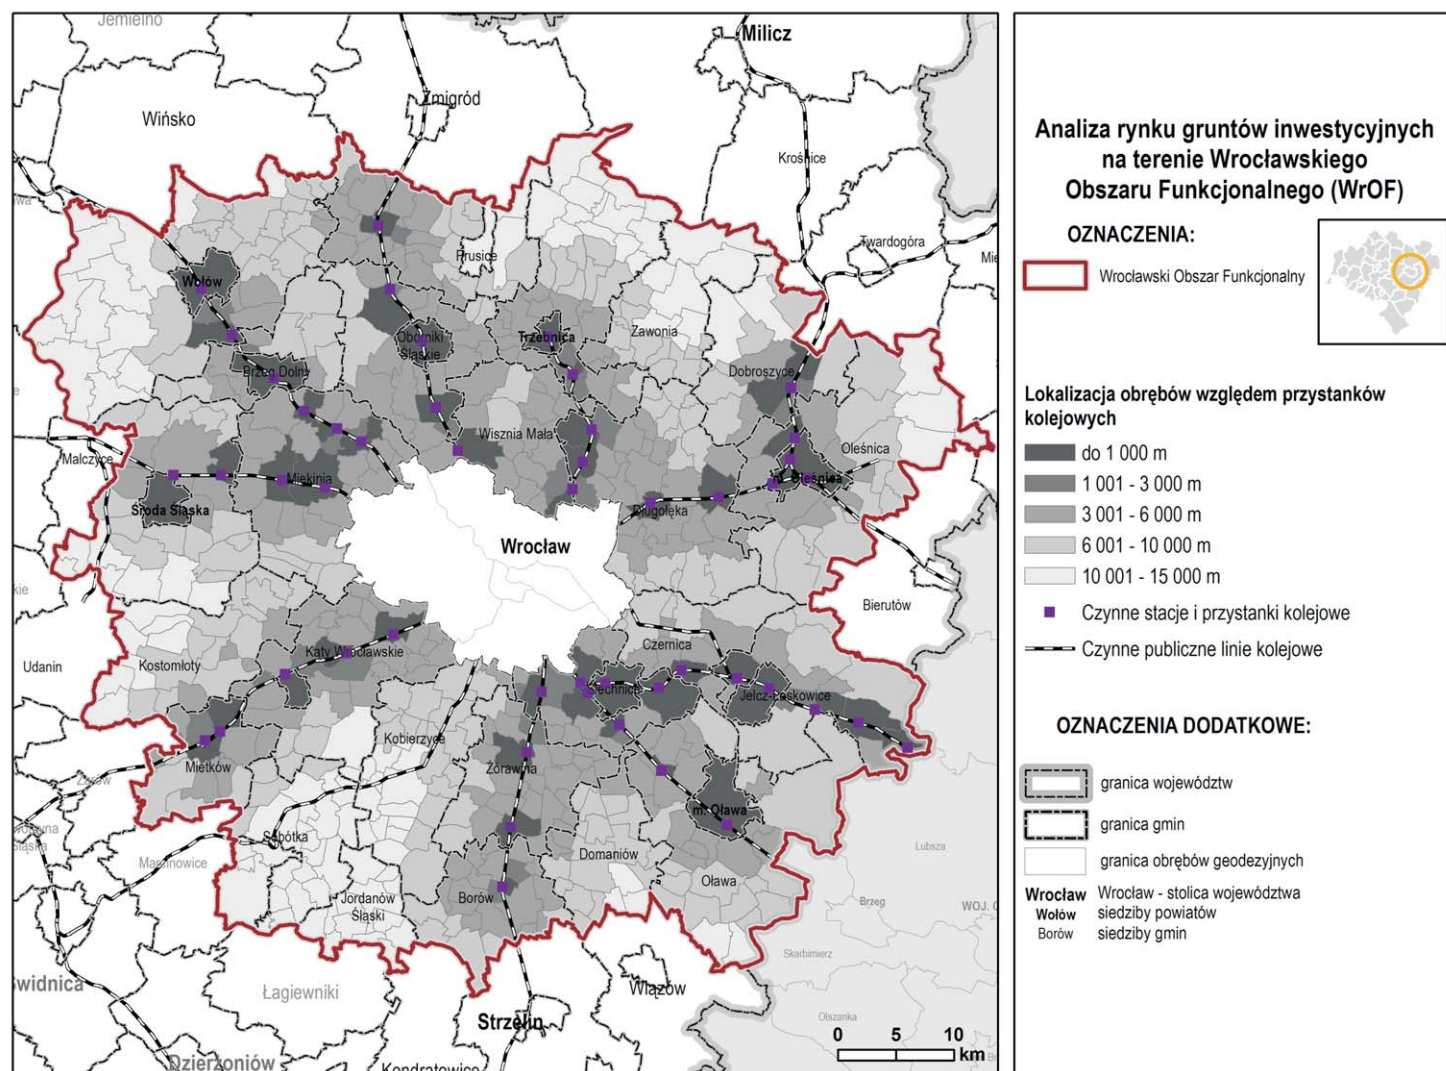 Jemielno
Milicz
Żmigród
Wińsko
Krośnice
Twardogóra
Prusice
Wołów
Zawonia
Oborniki
Śląskie
Trzebnica
Brzeg Dolny
Dobroszyce
Wisznia Mała
Oleśnica
Malczyce
Miękinia
m. Oleśnica
Środa Śląska
Długołęka
Wrocław
Bierutów
Czernica
Kąty Wrocławskie
Udanin
Kostomłoty
Siechnice
Jelcz-Laskowice
Kobierzyce
Mietków
Żórawina
m. Oława
Sobótka
Marcinowice
Domaniów
Lubsza
Oława
Jordanów
Śląski
Borów
Brzeg
WOJ. O
Skarbimierz
Świdnica
Łagiewniki
Wiązów
Strzelin
Olszanka
Dzierżoniów
Kondratowice
0 5 10
km
Analiza rynku gruntów inwestycyjnych
na terenie Wrocławskiego
Obszaru Funkcjonalnego (WrOF)
OZNACZENIA:
Wrocławski Obszar Funkcjonalny
Lokalizacja obrębów względem przystanków
kolejowych
do 1 000 m
1 001 - 3 000 m
3 001 - 6 000 m
6 001 - 10 000 m
10 001 - 15 000 m
Czynne stacje i przystanki kolejowe
Czynne publiczne linie kolejowe
OZNACZENIA DODATKOWE:
granica województw
granica gmin
granica obrębów geodezyjnych
Wrocław Wrocław - stolica województwa
Wołów siedziby powiatów
Borów siedziby gmin